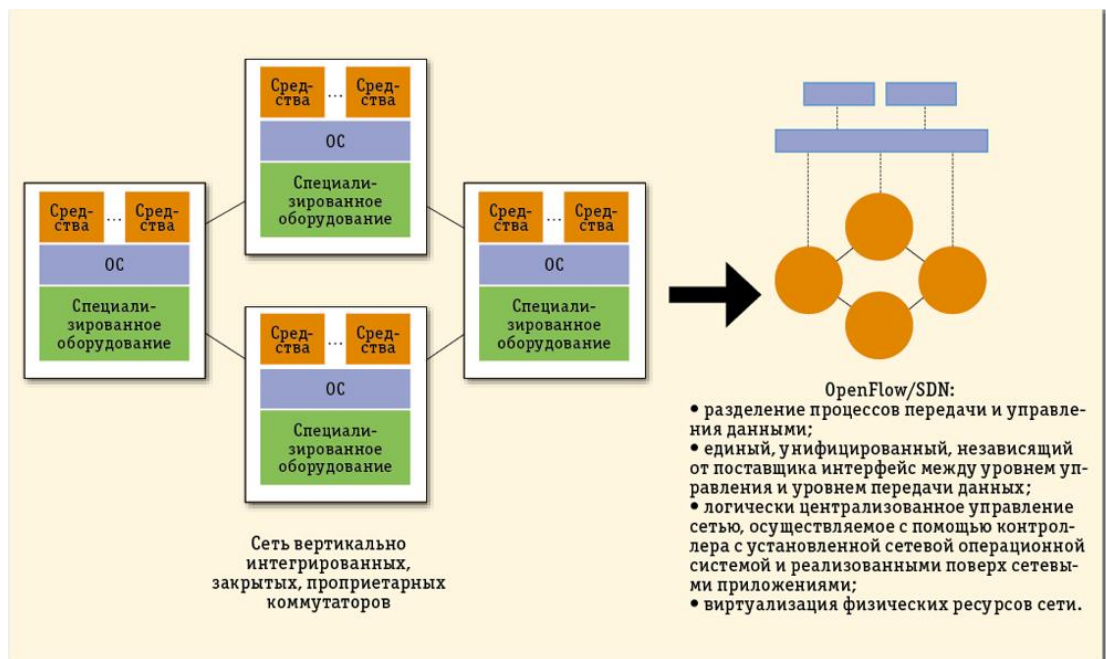 Сред-
ства
...
Сред-
ства
ОС
Специали-
зированное
оборудование
Сред-
ства
...
Сред-
ства
ОС
Специали-
зированное
оборудование
Сред-
ства
...
Сред-
ства
ОС
Специали-
зированное
оборудование
Сред-
ства
...
Сред-
ства
ОС
Специали-
зированное
оборудование
Сеть вертикально
интегрированных,
закрытых, проприетарных
коммутаторов
OpenFlow/SDN:
• разделение процессов передачи и управле-
ния данными;
• единый, унифицированный, независящий
от поставщика интерфейс между уровнем уп-
равления и уровнем передачи данных;
• логически централизованное управление
сетью, осуществляемое с помощью контрол-
лера с установленной сетевой операционной
системой и реализованными поверх сетевы-
ми приложениями;
• виртуализация физических ресурсов сети.